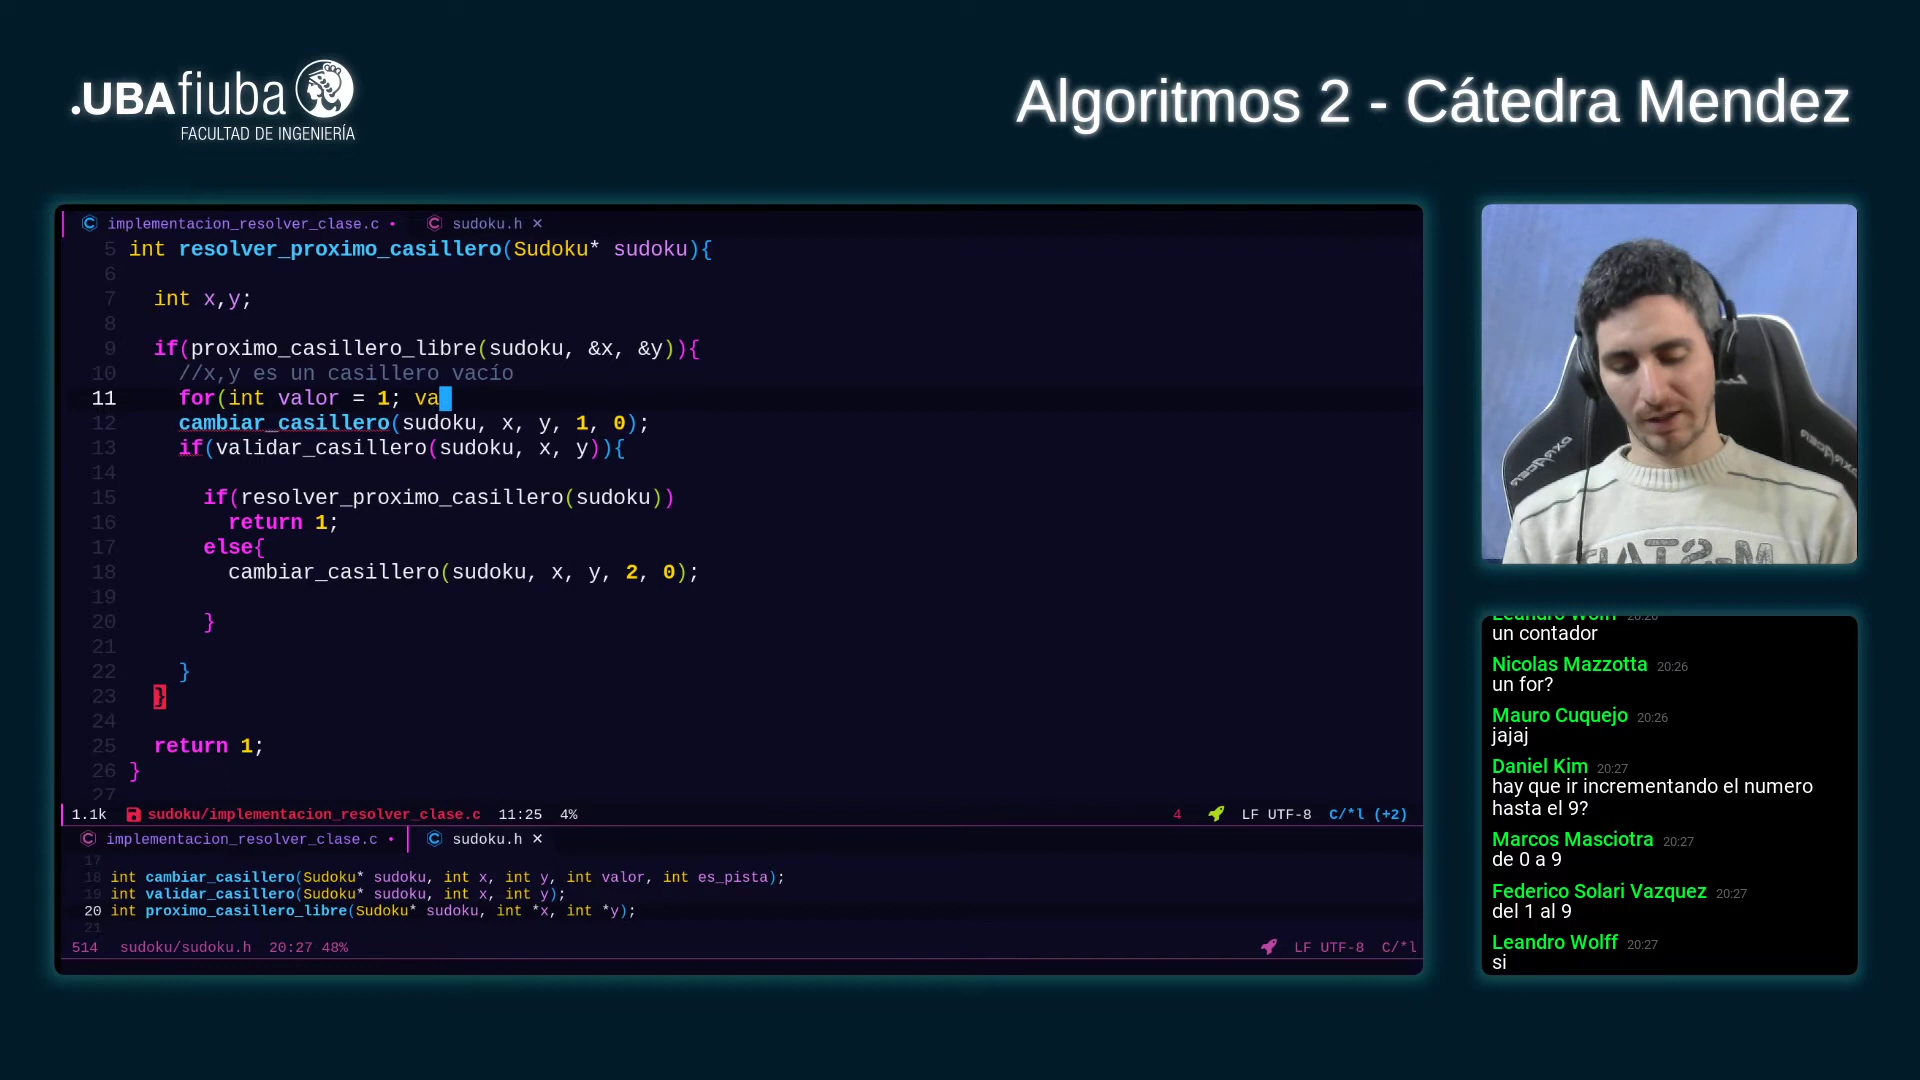 .UBAfiuba
FACULTAD DE INGENIERÍA
Algoritmos 2 - Cátedra Mendez
implementacion_resolver_clase.c • sudoku.h ×
5 int resolver_proximo_casillero(Sudoku* sudoku){
6
7 int x,y;
8
9 if(proximo_casillero_libre(sudoku, &x, &y)){
10 //x,y es un casillero vacío
11 for(int valor = 1; va
12 cambiar_casillero(sudoku, x, y, 1, 0);
13 if(validar_casillero(sudoku, x, y)){
14
15 if(resolver_proximo_casillero(sudoku))
16 return 1;
17 else{
18 cambiar_casillero(sudoku, x, y, 2, 0);
19
20 }
21
22 }
23 }
24
25 return 1;
26 }
27
1.1k sudoku/implementacion_resolver_clase.c 11:25 4% 4 LF UTF-8 C/*l (+2)
implementacion_resolver_clase.c • sudoku.h ×
17
18 int cambiar_casillero(Sudoku* sudoku, int x, int y, int valor, int es_pista);
19 int validar_casillero(Sudoku* sudoku, int x, int y);
20 int proximo_casillero_libre(Sudoku* sudoku, int *x, int *y);
21
514 sudoku/sudoku.h 20:27 48% LF UTF-8 C/*l
Leandro Wolff 20:26
un contador
Nicolas Mazzotta 20:26
un for?
Mauro Cuquejo 20:26
jajaj
Daniel Kim 20:27
hay que ir incrementando el numero
hasta el 9?
Marcos Masciotra 20:27
de 0 a 9
Federico Solari Vazquez 20:27
del 1 al 9
Leandro Wolff 20:27
si